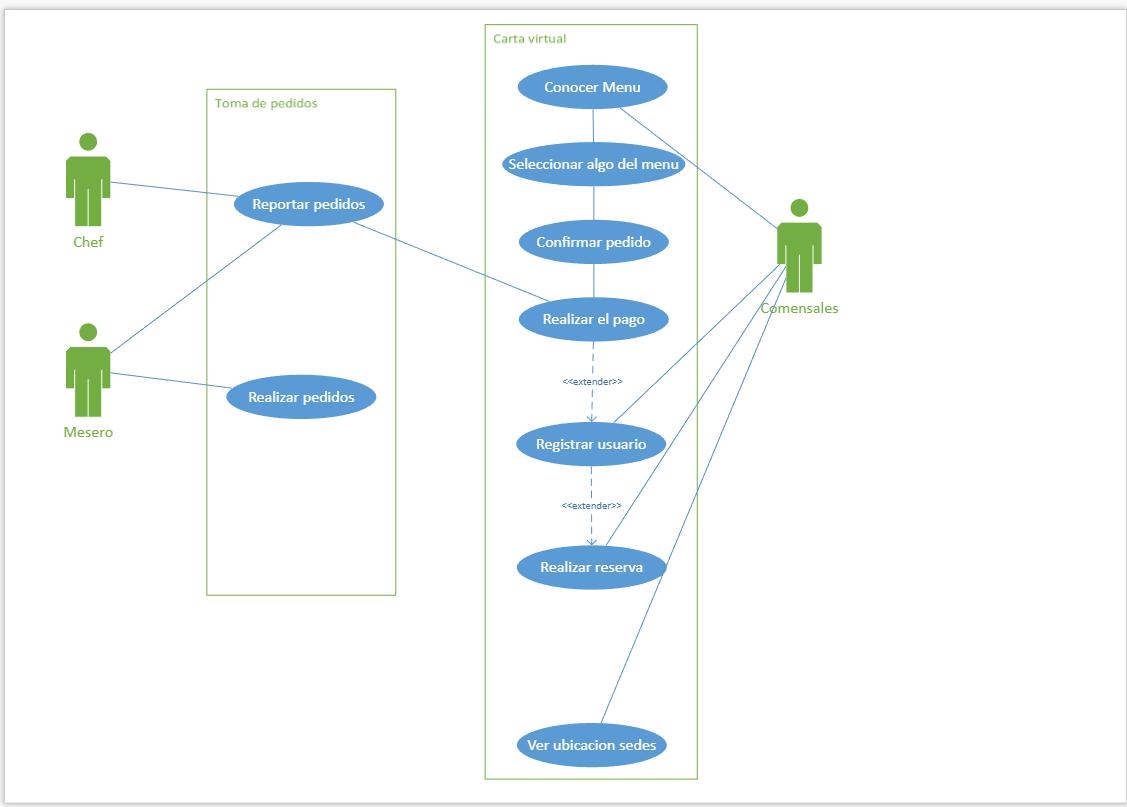 Carta virtual
Conocer Menu
Toma de pedidos
Seleccionar algo del menu
Reportar pedidos
Chef
Confirmar pedido
Comensales
Realizar el pago
<<extender>>
Realizar pedidos
Mesero
Registrar usuario
<<extender>>
Realizar reserva
Ver ubicacion sedes